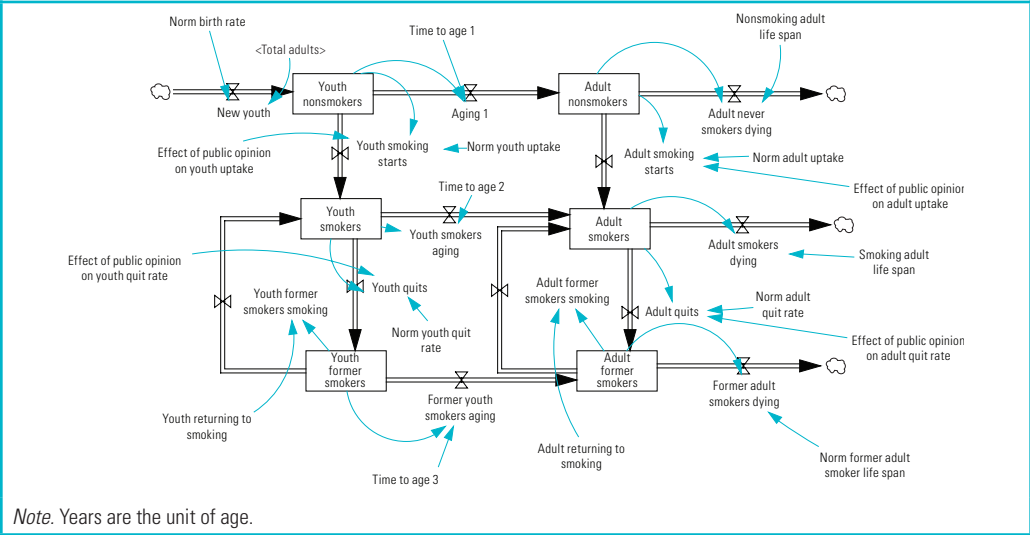 Norm birth rate
<Total adults>
Time to age 1
Nonsmoking adult
life span
Youth
nonsmokers
Adult
nonsmokers
New youth
Aging 1
Adult never
smokers dying
Effect of public opinion
on youth uptake
Youth smoking
starts
Norm youth uptake
Adult smoking
starts
Norm adult uptake
Effect of public opinion
on adult uptake
Time to age 2
Youth
smokers
Youth smokers
aging
Adult
smokers
Adult smokers
dying
Smoking adult
life span
Effect of public opinion
on youth quit rate
Youth quits
Youth former
smokers smoking
Norm youth quit
rate
Adult former
smokers smoking
Adult quits
Norm adult
quit rate
Effect of public opinion
on adult quit rate
Youth
former
smokers
Adult
former
smokers
Former youth
smokers aging
Former adult
smokers dying
Youth returning to
smoking
Time to age 3
Adult returning to
smoking
Norm former adult
smoker life span
Note. Years are the unit of age.